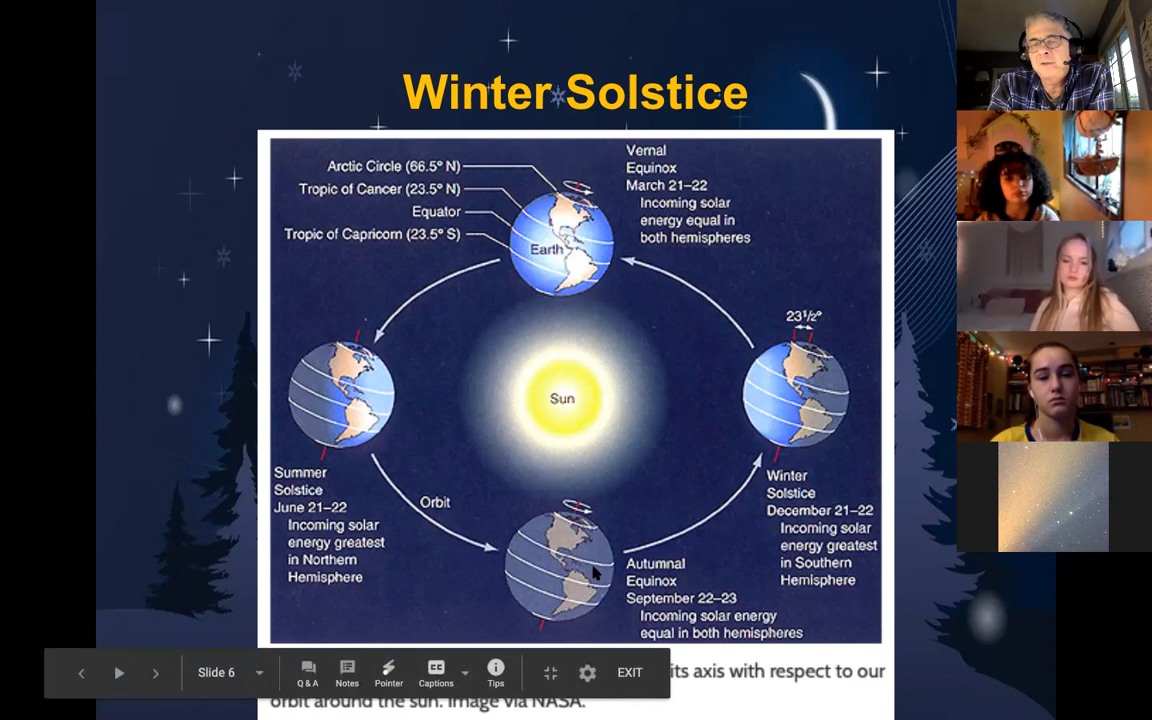 Winter Solstice
Arctic Circle (66.5° N)
Tropic of Cancer (23.5° N)
Equator
Tropic of Capricorn (23.5° S)
Earth
Vernal
Equinox
March 21–22
Incoming solar
energy equal in
both hemispheres
23½°
Sun
Summer
Solstice
June 21–22
Incoming solar
energy greatest
in Northern
Hemisphere
Orbit
Winter
Solstice
December 21–22
Incoming solar
energy greatest
in Southern
Hemisphere
Autumnal
Equinox
September 22–23
Incoming solar energy
equal in both hemispheres
its axis with respect to our
orbit around the sun. Image via NASA.
Slide 6
Q & A
Notes
Pointer
CC
Captions
Tips
EXIT